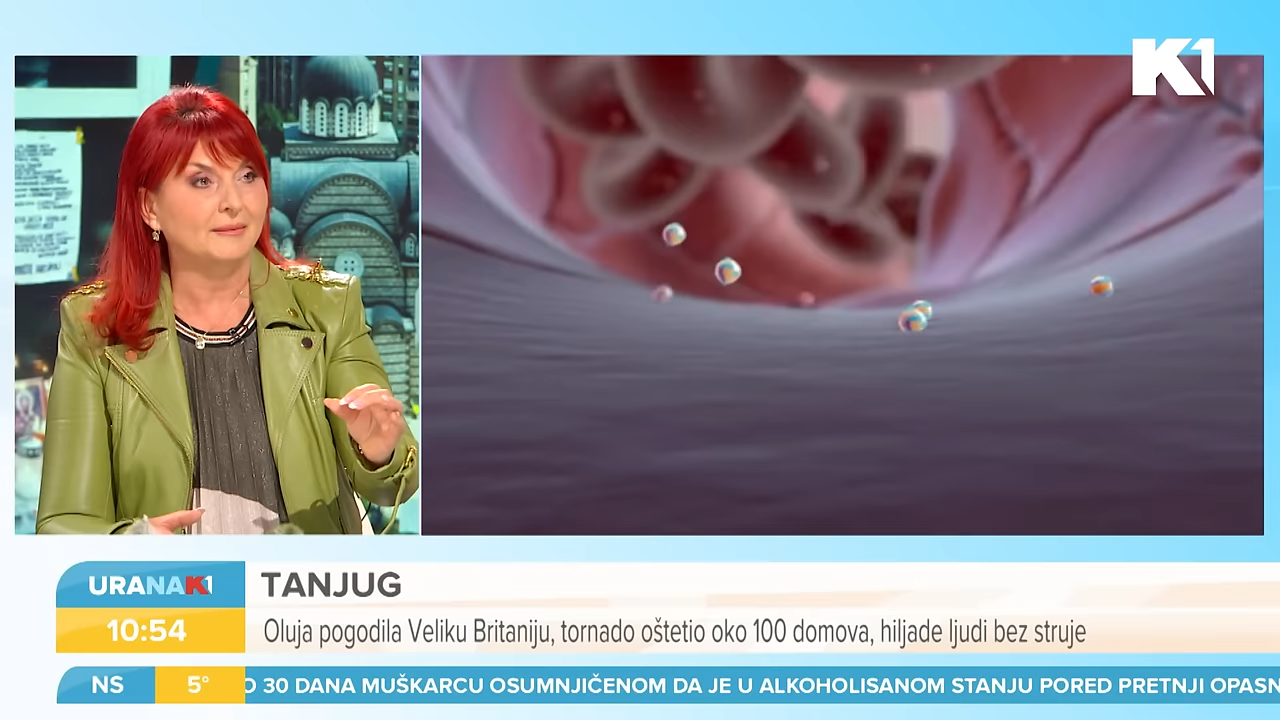 K1
URANAK1
TANJUG
10:54
Oluja pogodila Veliku Britaniju, tornado oštetio oko 100 domova, hiljade ljudi bez struje
NS 5° O 30 DANA MUŠKARCU OSUMNJIČENOM DA JE U ALKOHOLISANOM STANJU PORED PRETNJI OPASN